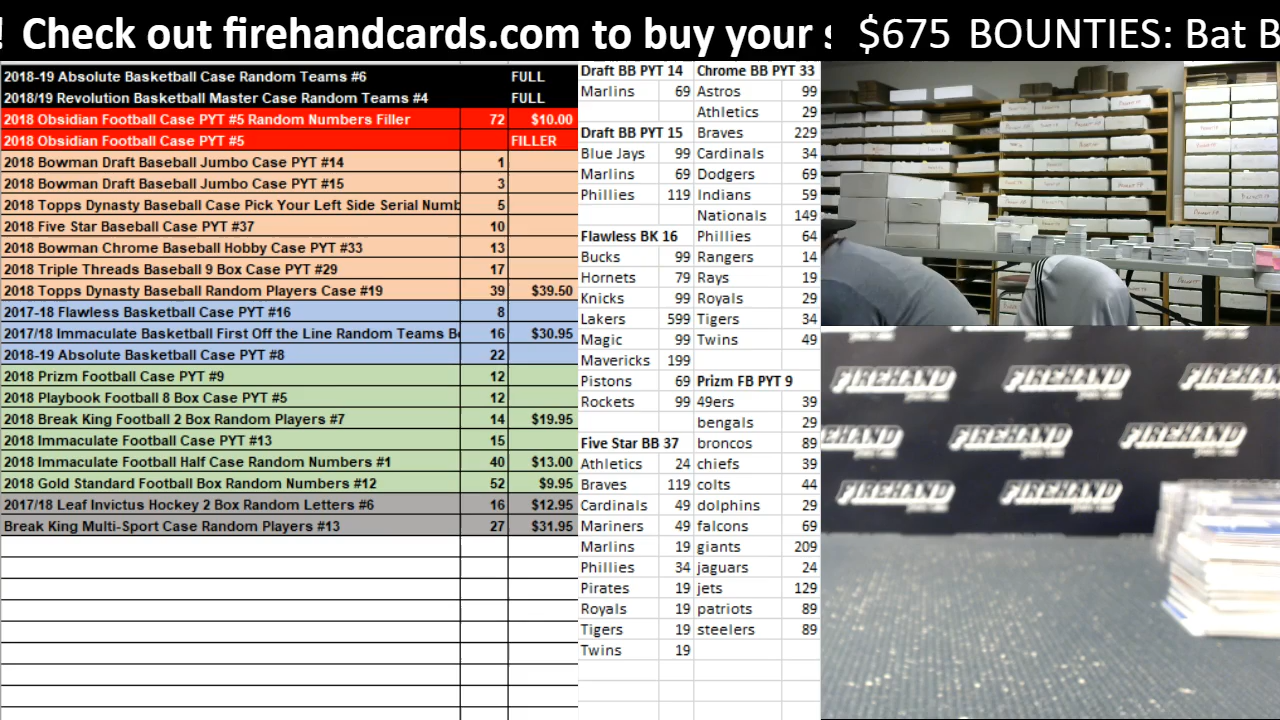 ! Check out firehandcards.com to buy your s
$675 BOUNTIES: Bat B
2018-19 Absolute Basketball Case Random Teams #6 FULL
2018/19 Revolution Basketball Master Case Random Teams #4 FULL
2018 Obsidian Football Case PYT #5 Random Numbers Filler 72 $10.00
2018 Obsidian Football Case PYT #5 FILLER
2018 Bowman Draft Baseball Jumbo Case PYT #14 1
2018 Bowman Draft Baseball Jumbo Case PYT #15 3
2018 Topps Dynasty Baseball Case Pick Your Left Side Serial Numb 5
2018 Five Star Baseball Case PYT #37 10
2018 Bowman Chrome Baseball Hobby Case PYT #33 13
2018 Triple Threads Baseball 9 Box Case PYT #29 17
2018 Topps Dynasty Baseball Random Players Case #19 39 $39.50
2017-18 Flawless Basketball Case PYT #16 8
2017/18 Immaculate Basketball First Off the Line Random Teams Bo 16 $30.95
2018-19 Absolute Basketball Case PYT #8 22
2018 Prizm Football Case PYT #9 12
2018 Playbook Football 8 Box Case PYT #5 12
2018 Break King Football 2 Box Random Players #7 14 $19.95
2018 Immaculate Football Case PYT #13 15
2018 Immaculate Football Half Case Random Numbers #1 40 $13.00
2018 Gold Standard Football Box Random Numbers #12 52 $9.95
2017/18 Leaf Invictus Hockey 2 Box Random Letters #6 16 $12.95
Break King Multi-Sport Case Random Players #13 27 $31.95
Draft BB PYT 14
Marlins 69
Draft BB PYT 15
Blue Jays 99
Marlins 69
Phillies 119
Flawless BK 16
Bucks 99
Hornets 79
Knicks 99
Lakers 599
Magic 99
Mavericks 199
Pistons 69
Rockets 99
Five Star BB 37
Athletics 24
Braves 119
Cardinals 49
Mariners 49
Marlins 19
Phillies 34
Pirates 19
Royals 19
Tigers 19
Twins 19
Chrome BB PYT 33
Astros 99
Athletics 29
Braves 229
Cardinals 34
Dodgers 69
Indians 59
Nationals 149
Phillies 64
Rangers 14
Rays 19
Royals 29
Tigers 34
Twins 49
Prizm FB PYT 9
49ers 39
bengals 29
broncos 89
chiefs 39
colts 44
dolphins 29
falcons 69
giants 209
jaguars 24
jets 129
patriots 89
steelers 89
FIREHAND FIREHAND FIREHAND
FIREHAND FIREHAND FIREHAND
FIREHAND FIREHAND